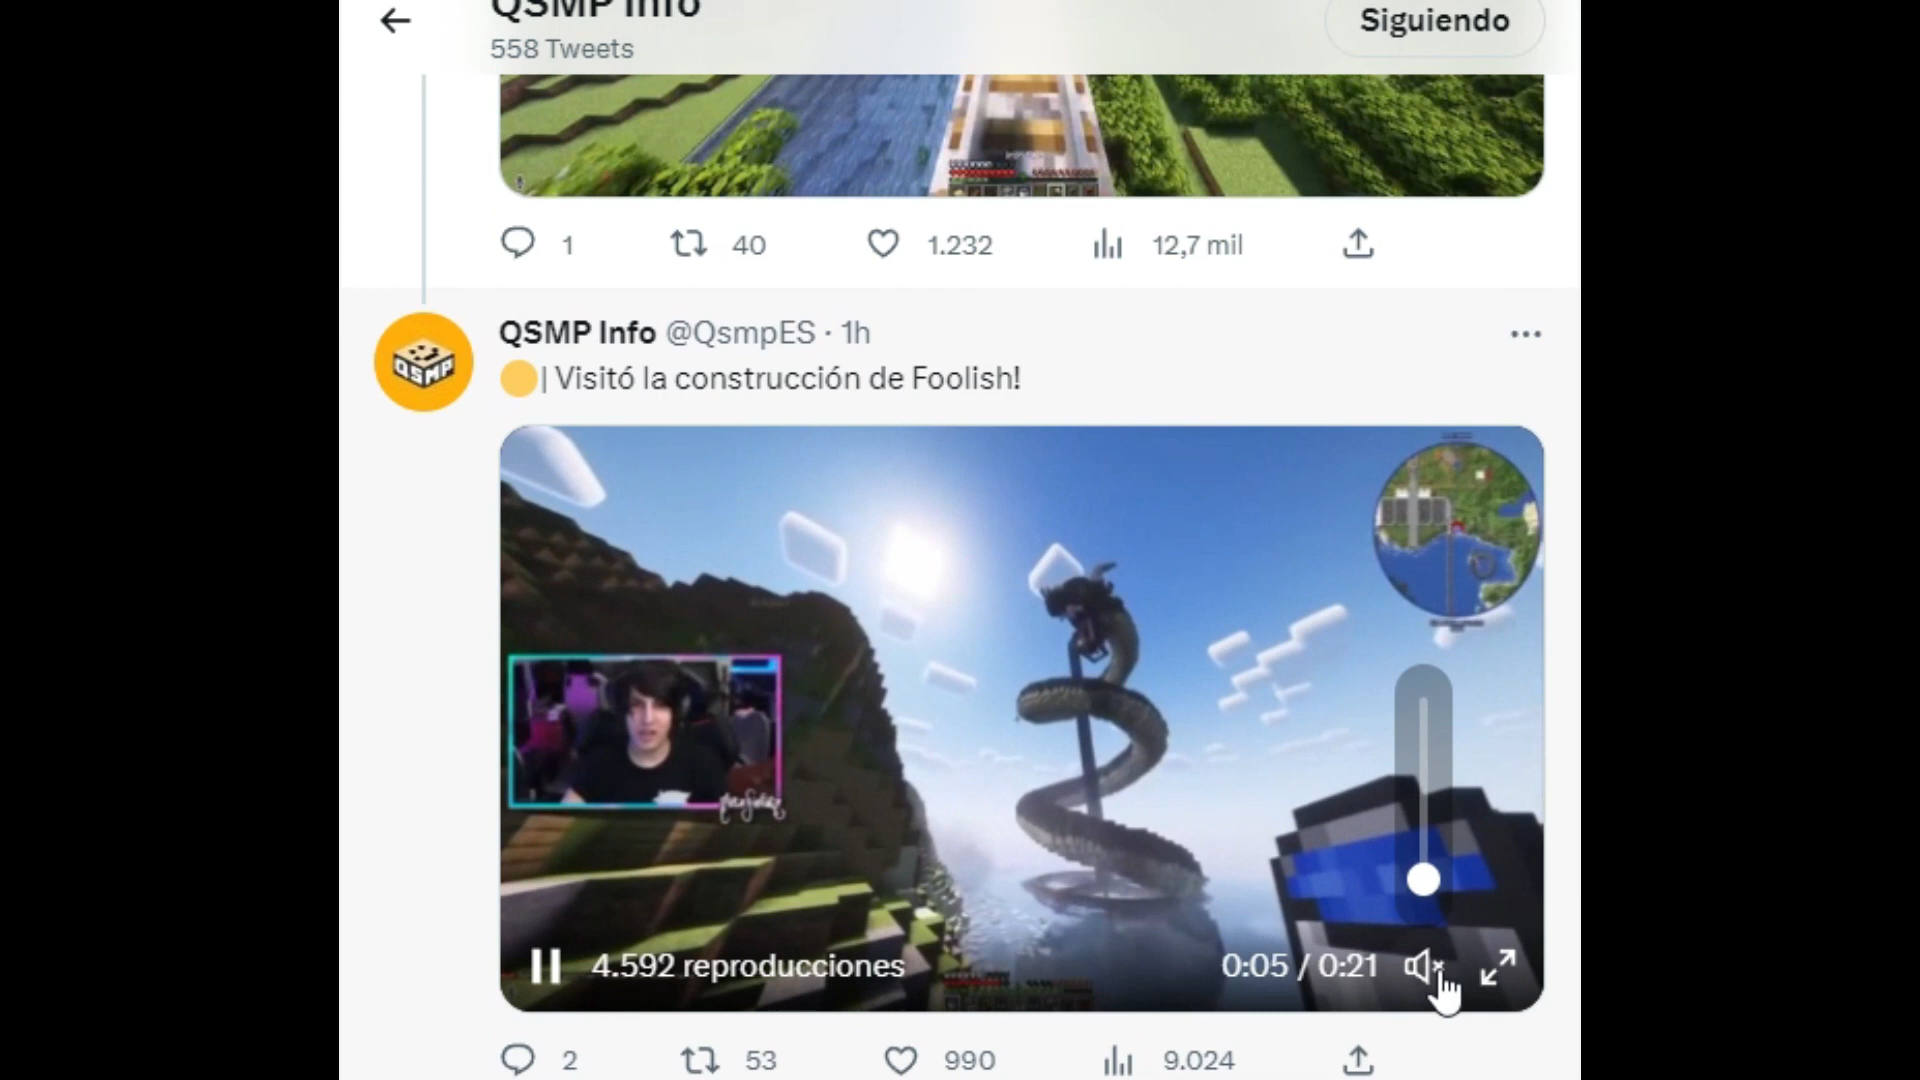 QSMP Info
558 Tweets
Siguiendo
1
40
1.232
12,7 mil
QSMP Info @QsmpES · 1h
QSMP
| Visitó la construcción de Foolish!
4.592 reproducciones
0:05 / 0:21
2
53
990
9.024